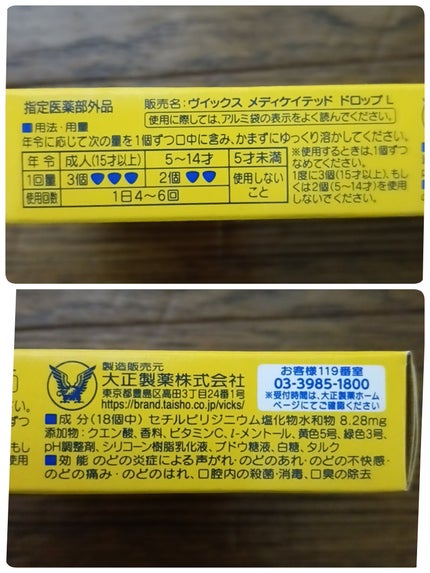 指定医薬部外品
販売名：ヴイックス メディケイテッド ドロップL
使用に際しては、アルミ袋の表示をよく読んでください。
■用法・用量
年令に応じて次の量を1個ずつ口中に含み、かまずにゆっくり溶かしてください。
年令 成人(15才以上) 5～14才 5才未満
1回量 3個 2個 使用しないこと
使用回数 1日4～6回
※使用するときは、1個ずつ
なめてください。
1度に3個(15才以上)、もし
くは2個(5～14才)を使用
しないでください。
い。
つ
もし
用
製造販売元
大正製薬株式会社
東京都豊島区高田3丁目24番1号
https://brand.taisho.co.jp/vicks/
お客様119番室
03-3985-1800
※受付時間は、大正製薬ホーム
ページにてご確認ください
■成分(18個中) セチルピリジニウム塩化物水和物 8.28mg
添加物：クエン酸、香料、ビタミンC、l-メントール、黄色5号、緑色3号、
pH調整剤、シリコーン樹脂乳化液、ブドウ糖液、白糖、タルク
■効能 のどの炎症による声がれ・のどのあれ・のどの不快感・
のどの痛み・のどのはれ、口腔内の殺菌・消毒、口臭の除去